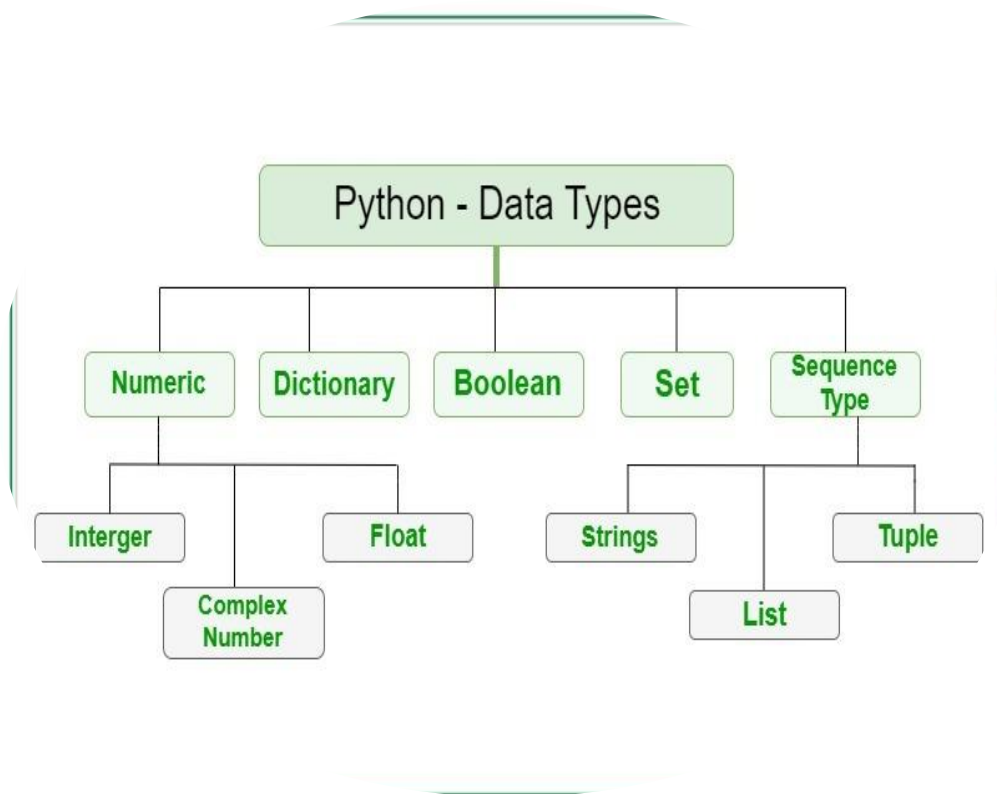 Python - Data Types
Numeric
Dictionary
Boolean
Set
Sequence
Type
Interger
Float
Strings
Tuple
Complex
Number
List